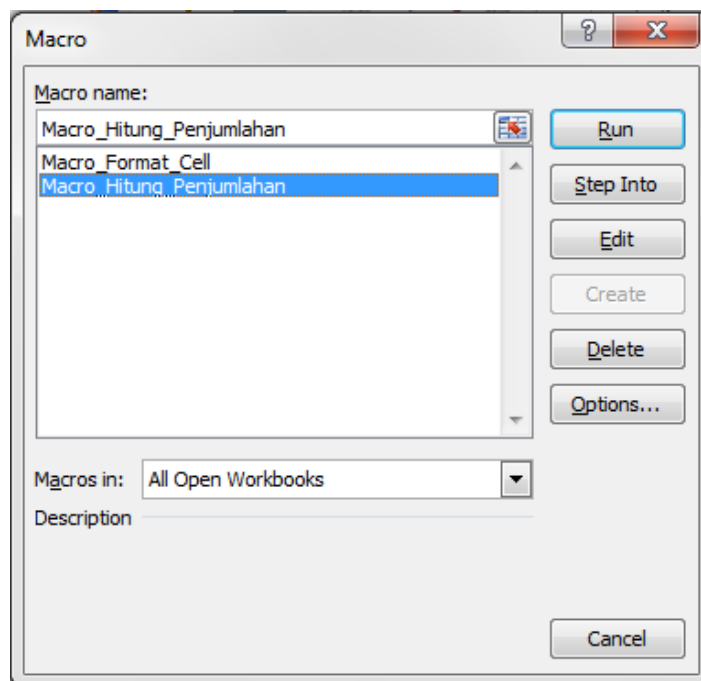 Macro
Macro name:
Macro_Hitung_Penjumlahan
Run
Macro_Format_Cell
Macro_Hitung_Penjumlahan
Step Into
Edit
Create
Delete
Options...
Macros in: All Open Workbooks
Description
Cancel